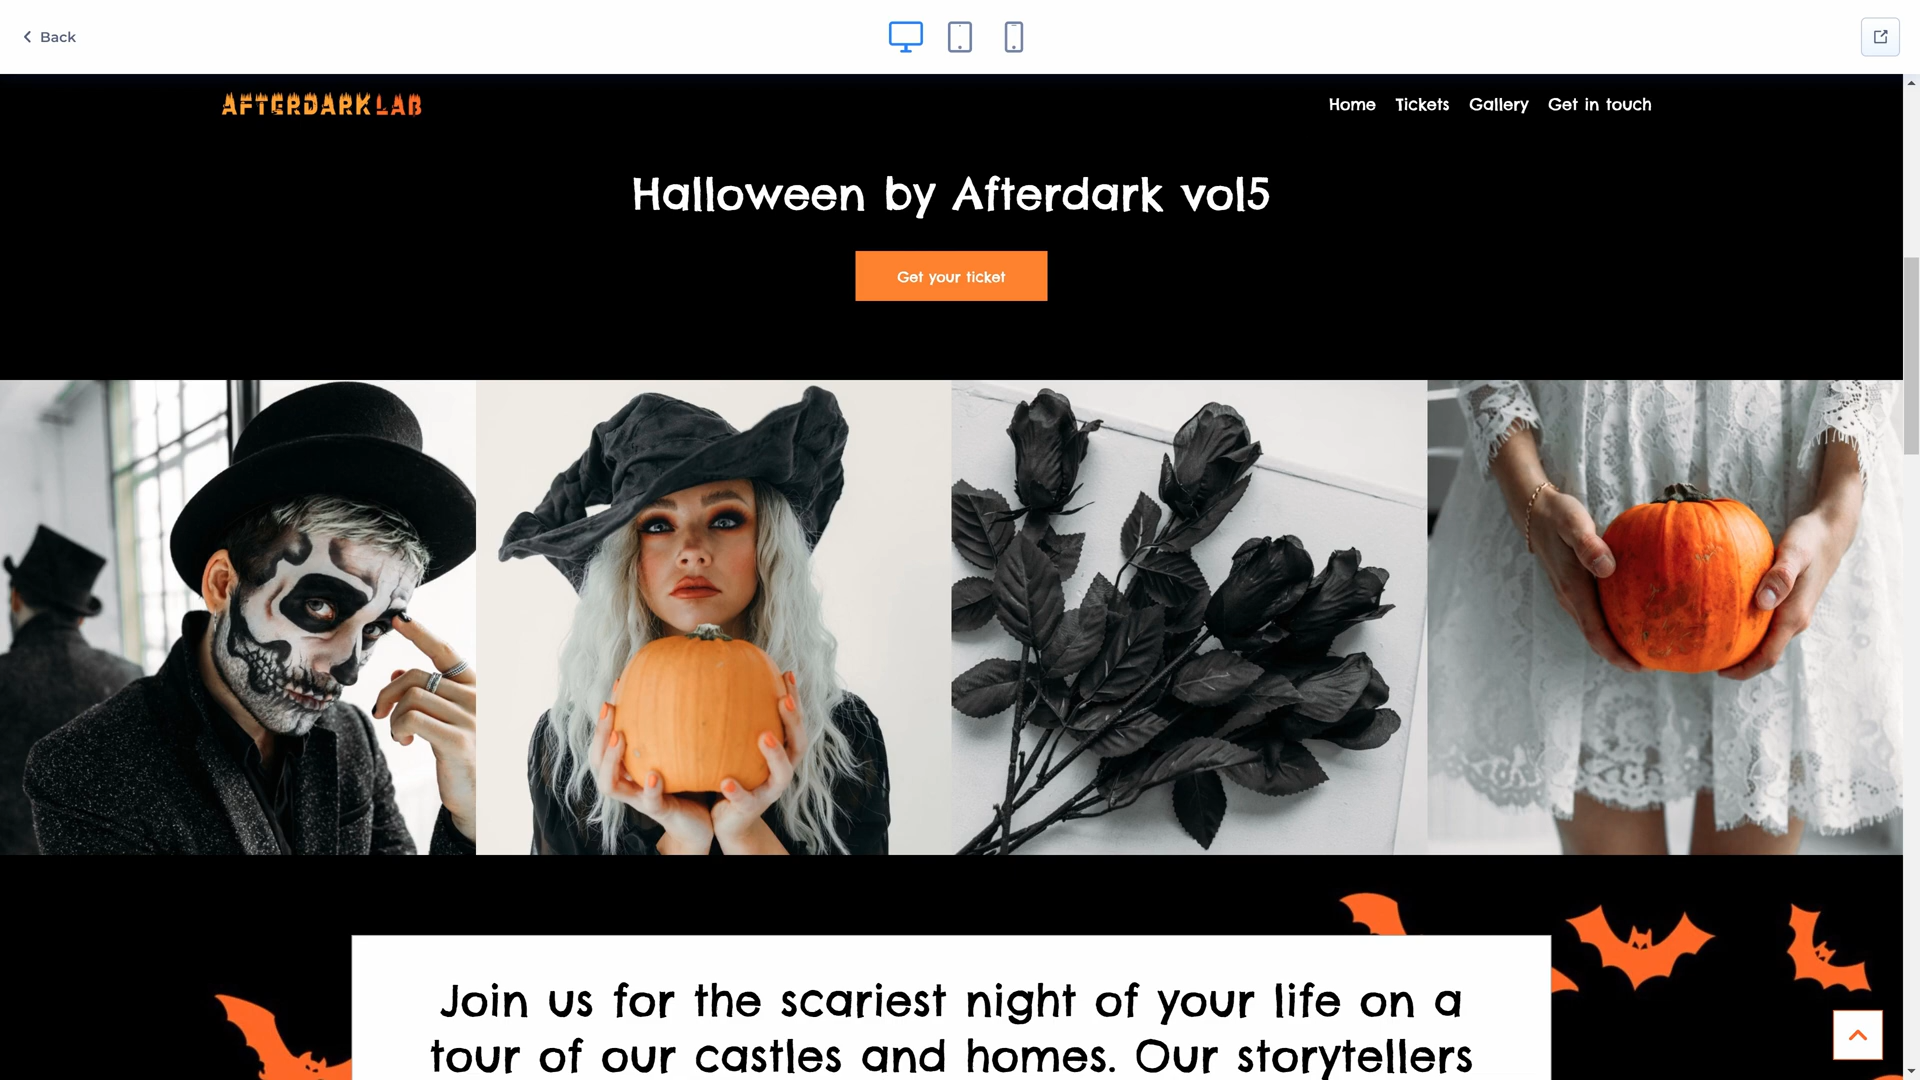 Back
AFTERDARKLAB
Home Tickets Gallery Get in touch
Halloween by Afterdark vol5
Get your ticket
Join us for the scariest night of your life on a
tour of our castles and homes. Our storytellers